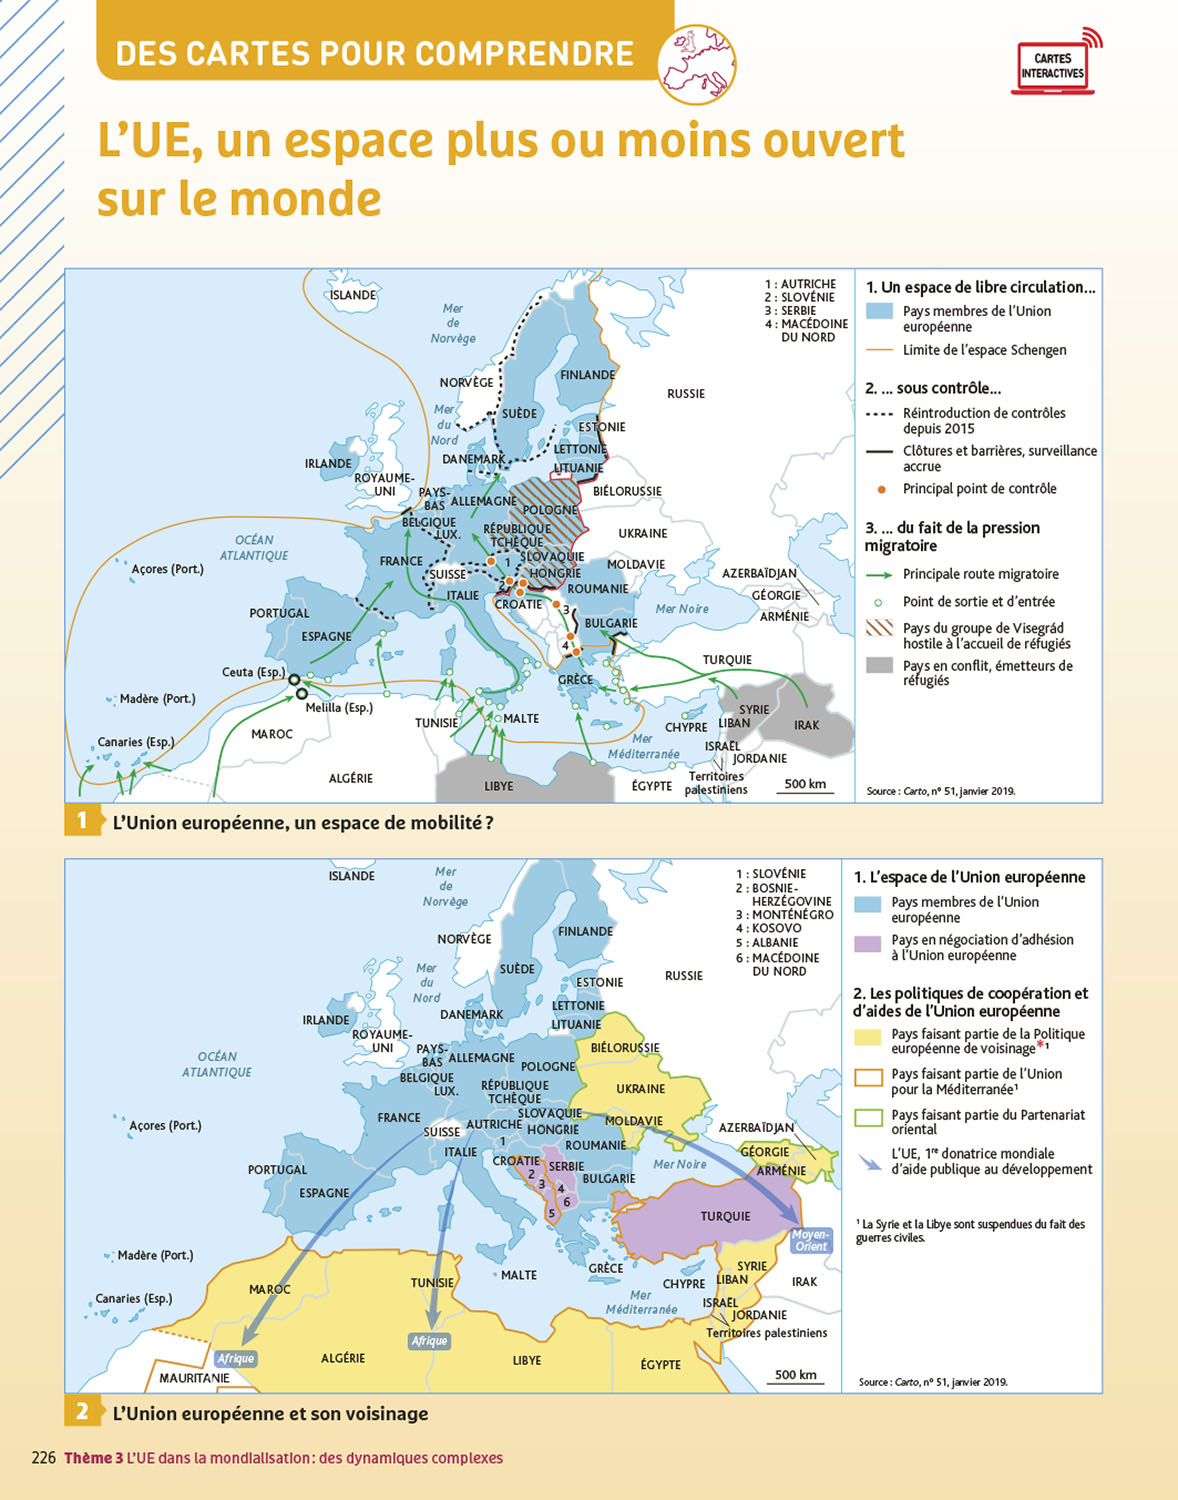 DES CARTES POUR COMPRENDRE
CARTES
INTERACTIVES
L'UE, un espace plus ou moins ouvert
sur le monde
ISLANDE
Mer
de
Norvège
NORVÈGE
FINLANDE
SUÈDE
RUSSIE
Mer
du
Nord
ESTONIE
LETTONIE
LITUANIE
DANEMARK
IRLANDE
ROYAUME-
UNI
PAYS-
BAS
ALLEMAGNE
POLOGNE
BIÉLORUSSIE
BELGIQUE
LUX.
RÉPUBLIQUE
TCHÈQUE
UKRAINE
OCÉAN
ATLANTIQUE
SLOVAQUIE
FRANCE
1
MOLDAVIE
SUISSE
HONGRIE
AZERBAÏDJAN
Açores (Port.)
2
ROUMANIE
ITALIE
CROATIE
3
GÉORGIE
PORTUGAL
Mer Noire
ARMÉNIE
ESPAGNE
BULGARIE
4
TURQUIE
Ceuta (Esp.)
GRÈCE
Madère (Port.)
Melilla (Esp.)
SYRIE
TUNISIE
MALTE
CHYPRE
LIBAN
IRAK
MAROC
Canaries (Esp.)
Mer
Méditerranée
ISRAËL
JORDANIE
ALGÉRIE
LIBYE
ÉGYPTE
Territoires
palestiniens
500 km
1 : AUTRICHE
2 : SLOVÉNIE
3 : SERBIE
4 : MACÉDOINE
DU NORD
1. Un espace de libre circulation...
Pays membres de l'Union
européenne
Limite de l'espace Schengen
2. ... sous contrôle...
Réintroduction de contrôles
depuis 2015
Clôtures et barrières, surveillance
accrue
Principal point de contrôle
3. ... du fait de la pression
migratoire
Principale route migratoire
Point de sortie et d'entrée
Pays du groupe de Visegrád
hostile à l'accueil de réfugiés
Pays en conflit, émetteurs de
réfugiés
Source : Carto, n° 51, janvier 2019.
1 L'Union européenne, un espace de mobilité ?
ISLANDE
Mer
de
Norvège
NORVÈGE
FINLANDE
SUÈDE
RUSSIE
Mer
du
Nord
ESTONIE
LETTONIE
LITUANIE
DANEMARK
IRLANDE
ROYAUME-
UNI
PAYS-
BAS
ALLEMAGNE
POLOGNE
BIÉLORUSSIE
OCÉAN
ATLANTIQUE
BELGIQUE
LUX.
RÉPUBLIQUE
TCHÈQUE
UKRAINE
SLOVAQUIE
FRANCE
SUISSE
AUTRICHE
HONGRIE
MOLDAVIE
Açores (Port.)
1
ROUMANIE
AZERBAÏDJAN
ITALIE
GÉORGIE
PORTUGAL
CROATIE
SERBIE
Mer Noire
ARMÉNIE
ESPAGNE
2
3
4
5
6
BULGARIE
TURQUIE
Moyen-
Orient
Madère (Port.)
GRÈCE
MALTE
SYRIE
MAROC
TUNISIE
CHYPRE
LIBAN
IRAK
Canaries (Esp.)
Mer
Méditerranée
ISRAËL
JORDANIE
Territoires palestiniens
Afrique
Afrique
ALGÉRIE
LIBYE
ÉGYPTE
MAURITANIE
500 km
1 : SLOVÉNIE
2 : BOSNIE-
HERZÉGOVINE
3 : MONTÉNÉGRO
4 : KOSOVO
5 : ALBANIE
6 : MACÉDOINE
DU NORD
1. L'espace de l'Union européenne
Pays membres de l'Union
européenne
Pays en négociation d'adhésion
à l'Union européenne
2. Les politiques de coopération et
d'aides de l'Union européenne
Pays faisant partie de la Politique
européenne de voisinage*¹
Pays faisant partie de l'Union
pour la Méditerranée¹
Pays faisant partie du Partenariat
oriental
L'UE, 1re donatrice mondiale
d'aide publique au développement
¹ La Syrie et la Libye sont suspendues du fait des
guerres civiles.
Source : Carto, n° 51, janvier 2019.
2 L'Union européenne et son voisinage
226 Thème 3 L'UE dans la mondialisation : des dynamiques complexes